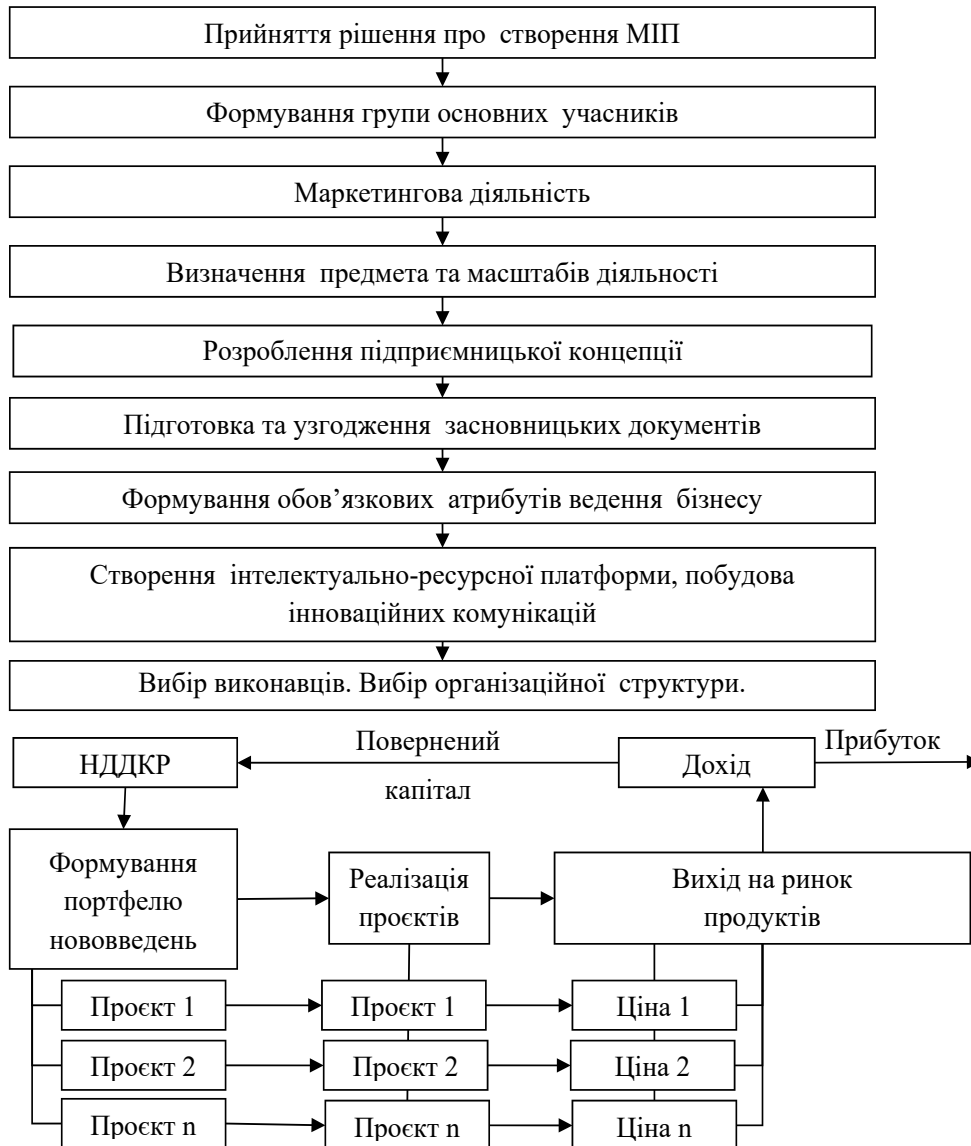 Прийняття рішення про створення МІП
Формування групи основних учасників
Маркетингова діяльність
Визначення предмета та масштабів діяльності
Розроблення підприємницької концепції
Підготовка та узгодження засновницьких документів
Формування обов’язкових атрибутів ведення бізнесу
Створення інтелектуально-ресурсної платформи, побудова
інноваційних комунікацій
Вибір виконавців. Вибір організаційної структури.
НДДКР
Повернений
капітал
Дохід
Прибуток
Формування
портфелю
нововведень
Реалізація
проєктів
Вихід на ринок
продуктів
Проєкт 1
Проєкт 1
Ціна 1
Проєкт 2
Проєкт 2
Ціна 2
Проєкт n
Проєкт n
Ціна n